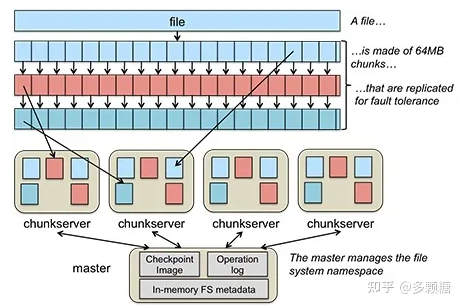 file
A file…
…is made of 64MB
chunks…
…that are replicated
for fault tolerance
chunkserver
chunkserver
chunkserver
chunkserver
master
Checkpoint
Image
Operation
log
In-memory FS metadata
The master manages the file
system namespace
知乎 @多颗糖